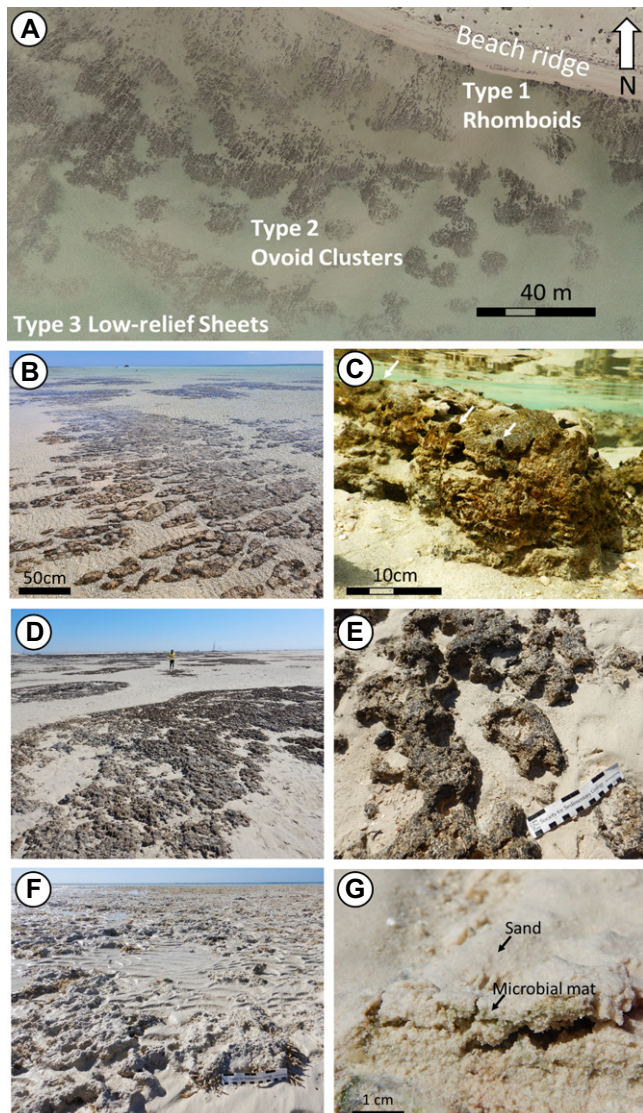 A
Beach ridge
N
Type 1
Rhomboids
Type 2
Ovoid Clusters
Type 3 Low-relief Sheets
40 m
B
50cm
C
10cm
D
E
F
G
Sand
Microbial mat
1 cm